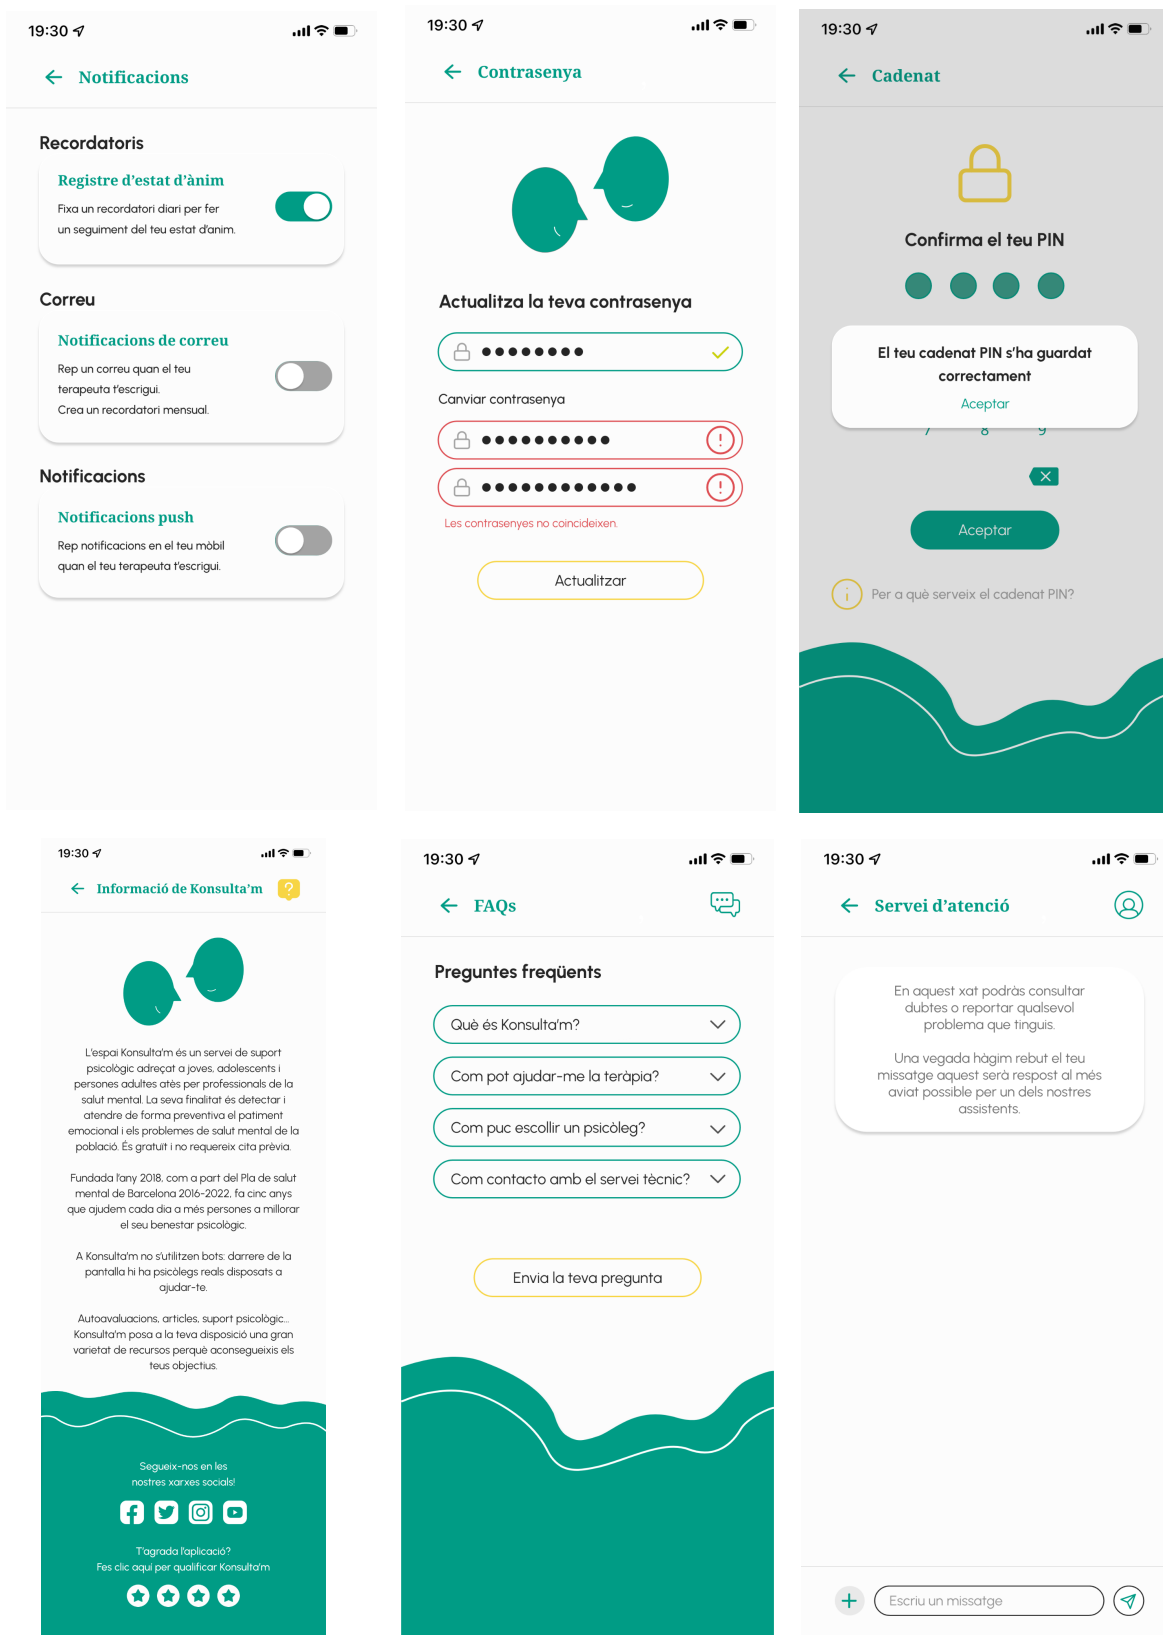 19:30
Notificacions
Recordatoris
Registre d'estat d'ànim
Fixa un recordatori diari per fer
un seguiment del teu estat d'anim.
Correu
Notificacions de correu
Rep un correu quan el teu
terapeuta t'escrigui.
Crea un recordatori mensual.
Notificacions
Notificacions push
Rep notificacions en el teu mòbil
quan el teu terapeuta t'escrigui.
19:30
Contrasenya
Actualitza la teva contrasenya
Canviar contrasenya
Les contrasenyes no coincideixen.
Actualitzar
19:30
Cadenat
Confirma el teu PIN
El teu cadenat PIN s'ha guardat
correctament
Aceptar
7 8 9
Aceptar
Per a què serveix el cadenat PIN?
19:30
Informació de Konsulta'm
L'espai Konsulta'm és un servei de suport
psicològic adreçat a joves, adolescents i
persones adultes atès per professionals de la
salut mental. La seva finalitat és detectar i
atendre de forma preventiva el patiment
emocional i els problemes de salut mental de la
població. És gratuït i no requereix cita prèvia.
Fundada l'any 2018, com a part del Pla de salut
mental de Barcelona 2016-2022, fa cinc anys
que ajudem cada dia a més persones a millorar
el seu benestar psicològic.
A Konsulta'm no s'utilitzen bots: darrere de la
pantalla hi ha psicòlegs reals disposats a
ajudar-te.
Autoavaluacions, articles, suport psicològic...
Konsulta'm posa a la teva disposició una gran
varietat de recursos perquè aconsegueixis els
teus objectius.
Segueix-nos en les
nostres xarxes socials!
T'agrada l'aplicació?
Fes clic aquí per qualificar Konsulta'm
19:30
FAQs
Preguntes freqüents
Què és Konsulta'm?
Com pot ajudar-me la teràpia?
Com puc escollir un psicòleg?
Com contacto amb el servei tècnic?
Envia la teva pregunta
19:30
Servei d'atenció
En aquest xat podràs consultar
dubtes o reportar qualsevol
problema que tinguis.
Una vegada hàgim rebut el teu
missatge aquest serà respost al més
aviat possible per un dels nostres
assistents.
Escriu un missatge